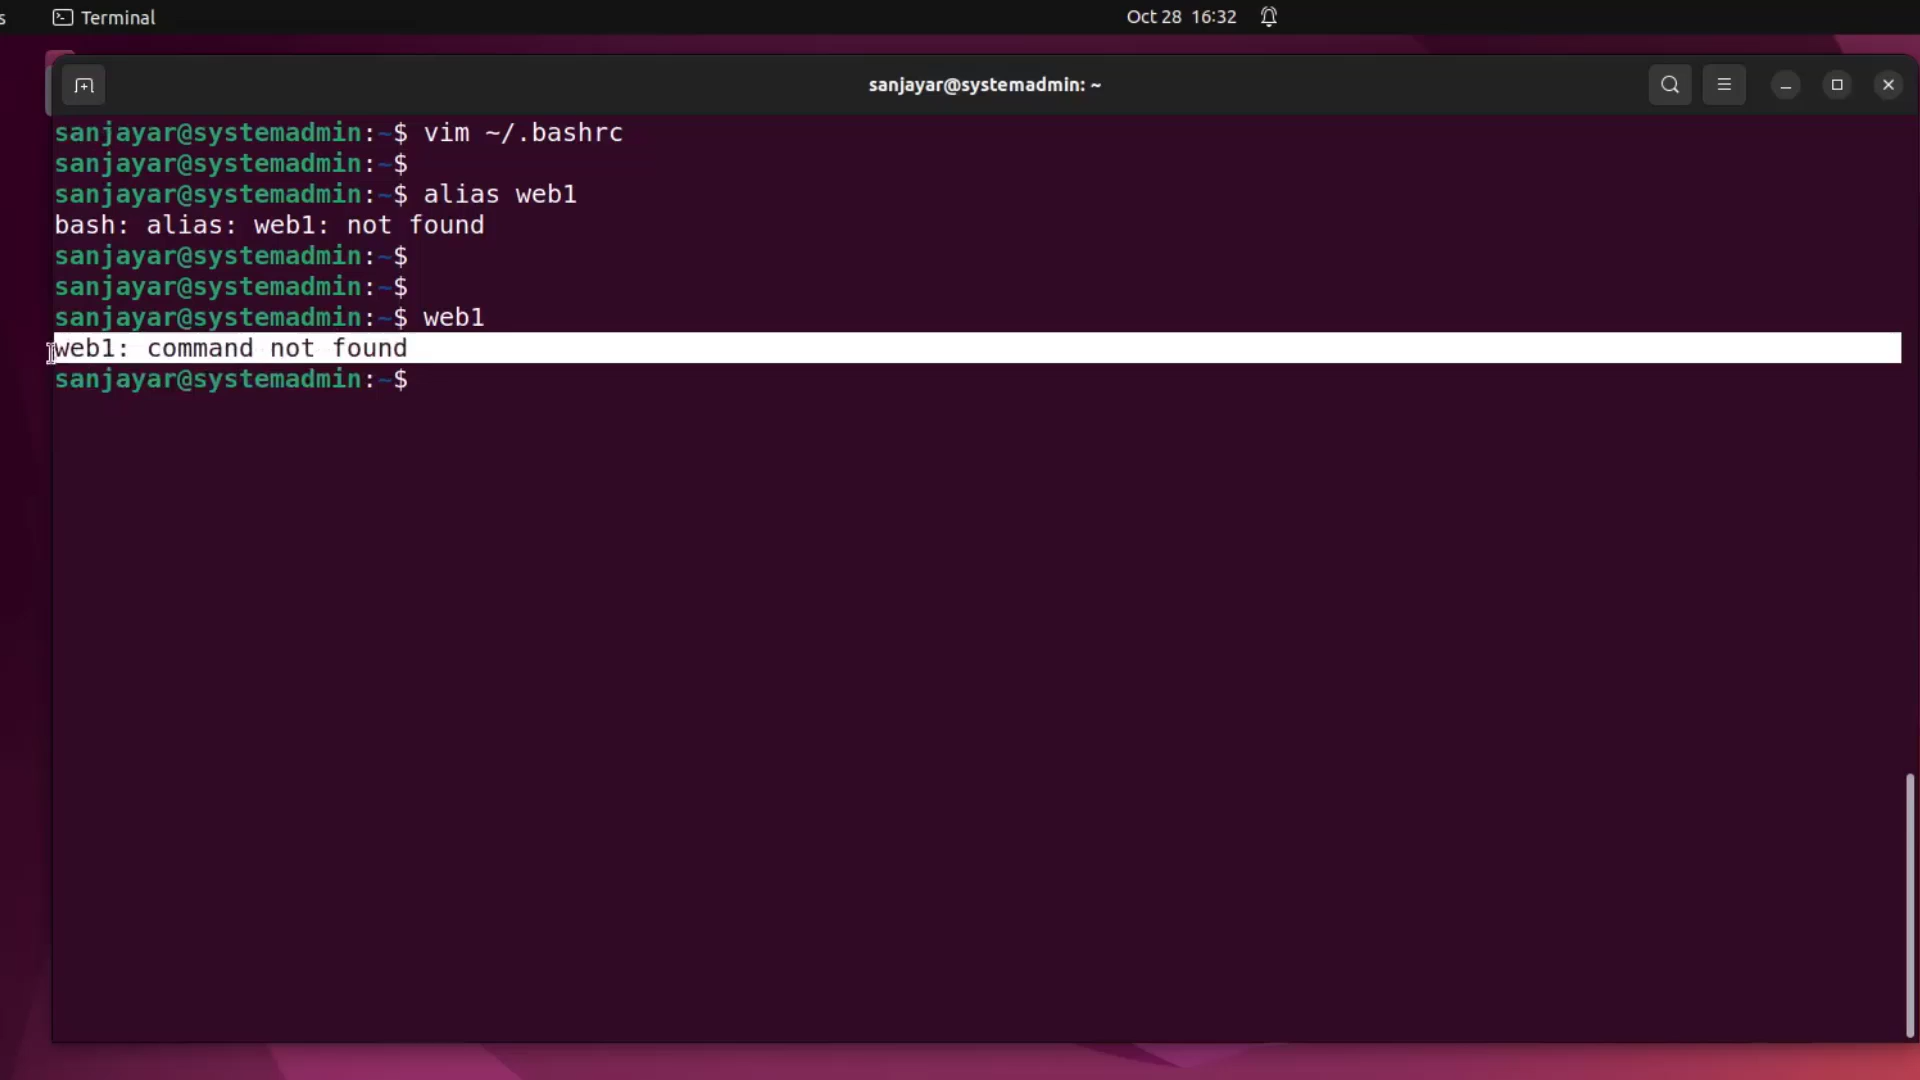 s
Terminal
Oct 28 16:32
sanjayar@systemadmin: ~
sanjayar@systemadmin:~$ vim ~/.bashrc
sanjayar@systemadmin:~$
sanjayar@systemadmin:~$ alias web1
bash: alias: web1: not found
sanjayar@systemadmin:~$
sanjayar@systemadmin:~$
sanjayar@systemadmin:~$ web1
web1: command not found
sanjayar@systemadmin:~$